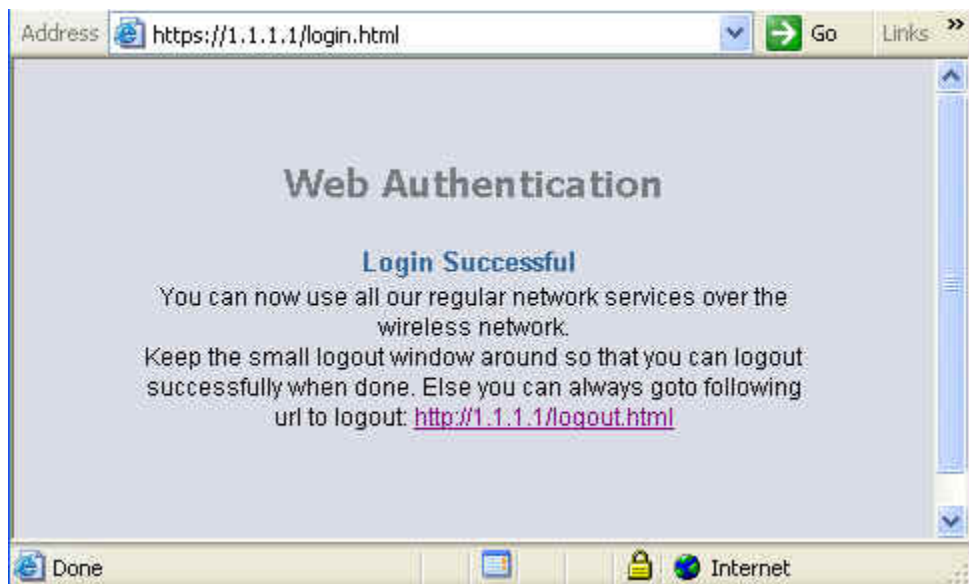 Address https://1.1.1.1/login.html Go Links »
Web Authentication
Login Successful
You can now use all our regular network services over the
wireless network.
Keep the small logout window around so that you can logout
successfully when done. Else you can always goto following
url to logout: http://1.1.1.1/logout.html
Done Internet